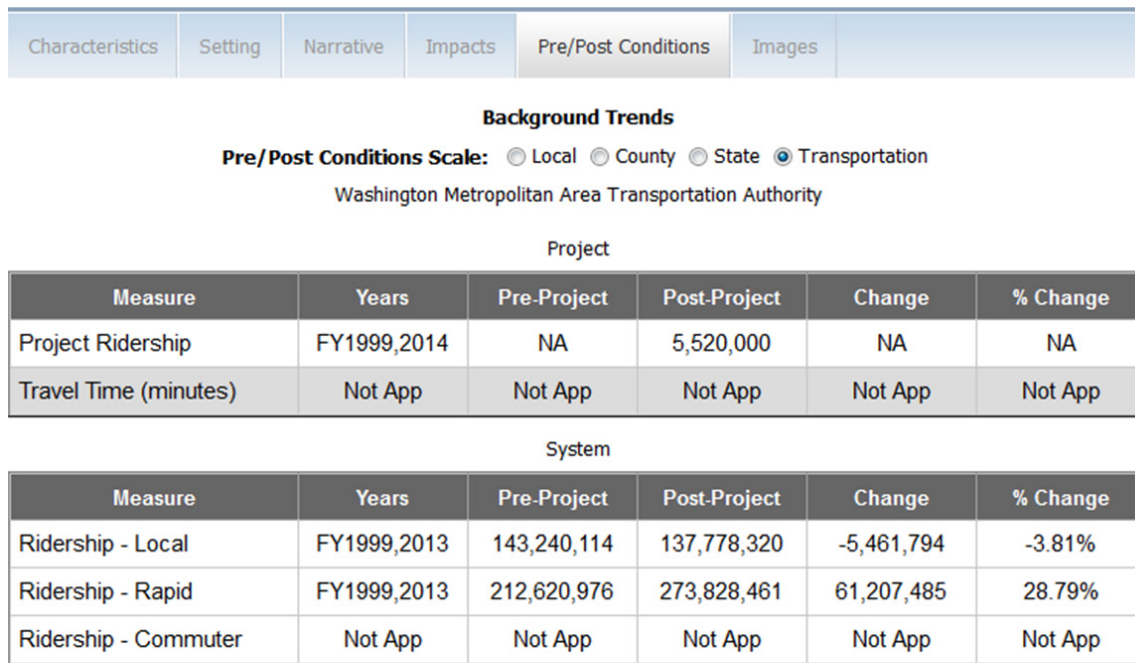 Characteristics Setting Narrative Impacts Pre/Post Conditions Images
Background Trends
Pre/Post Conditions Scale: Local County State Transportation
Washington Metropolitan Area Transportation Authority
Project
Measure Years Pre-Project Post-Project Change % Change
Project Ridership FY1999,2014 NA 5,520,000 NA NA
Travel Time (minutes) Not App Not App Not App Not App Not App
System
Measure Years Pre-Project Post-Project Change % Change
Ridership - Local FY1999,2013 143,240,114 137,778,320 -5,461,794 -3.81%
Ridership - Rapid FY1999,2013 212,620,976 273,828,461 61,207,485 28.79%
Ridership - Commuter Not App Not App Not App Not App Not App